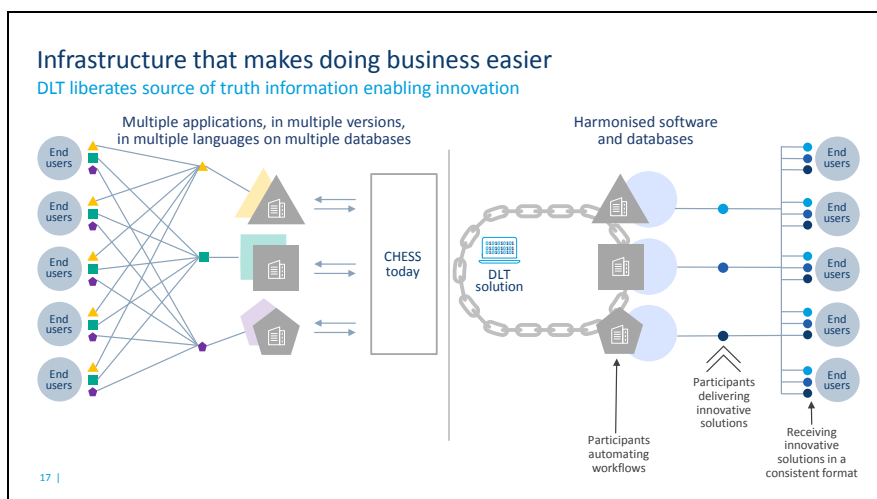 Infrastructure that makes doing business easier
DLT liberates source of truth information enabling innovation
Multiple applications, in multiple versions,
in multiple languages on multiple databases
End
users
End
users
End
users
End
users
End
users
CHESS
today
Harmonised software
and databases
0101010101
0101010101
DLT
solution
End
users
End
users
End
users
End
users
End
users
Participants
automating
workflows
Participants
delivering
innovative
solutions
Receiving
innovative
solutions in a
consistent format
17 |